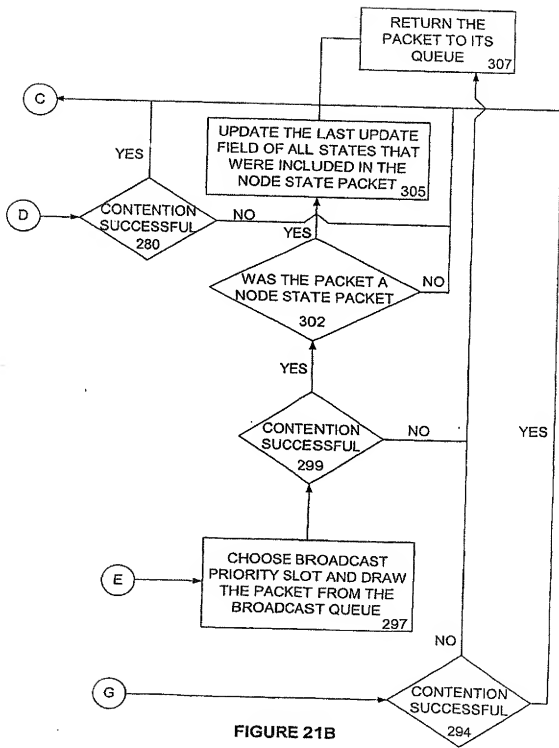 RETURN THE
PACKET TO ITS
QUEUE
307
C
UPDATE THE LAST UPDATE
FIELD OF ALL STATES THAT
WERE INCLUDED IN THE
NODE STATE PACKET
305
YES
D
CONTENTION
SUCCESSFUL
280
NO
YES
WAS THE PACKET A
NODE STATE PACKET
302
NO
YES
CONTENTION
SUCCESSFUL
299
NO
YES
E
CHOOSE BROADCAST
PRIORITY SLOT AND DRAW
THE PACKET FROM THE
BROADCAST QUEUE
297
NO
G
CONTENTION
SUCCESSFUL
294
FIGURE 21B